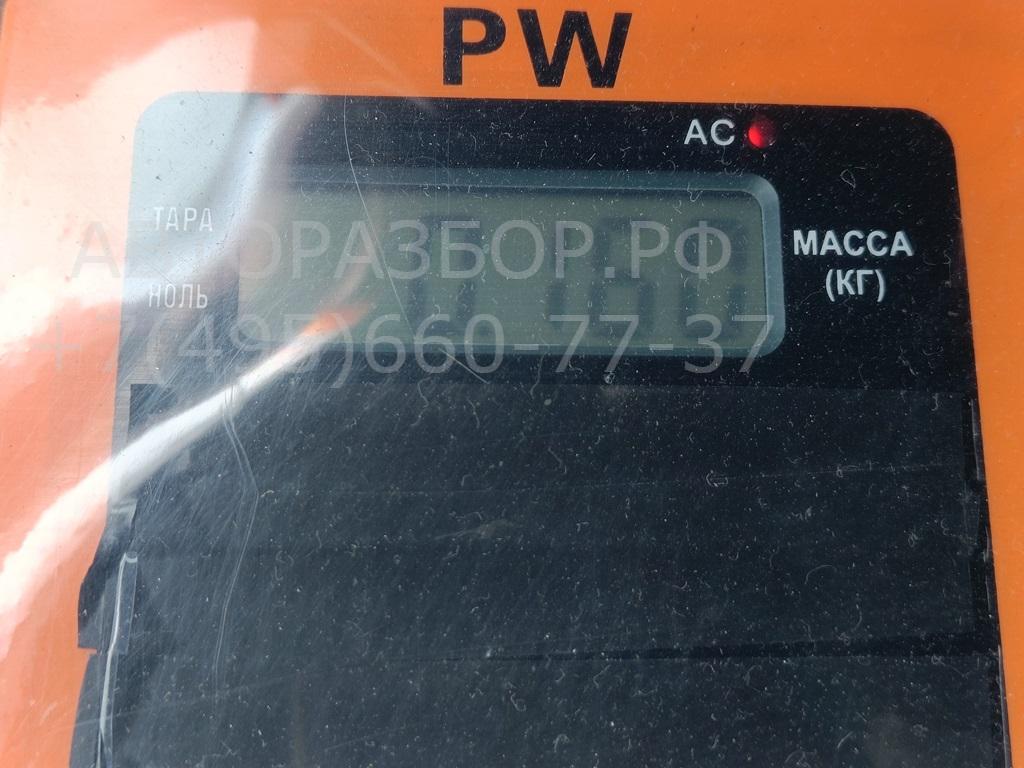 PW
AC
ТАРА
МАССА
(КГ)
НОЛЬ
АВТОРАЗБОР.РФ
+7(495)660-77-37